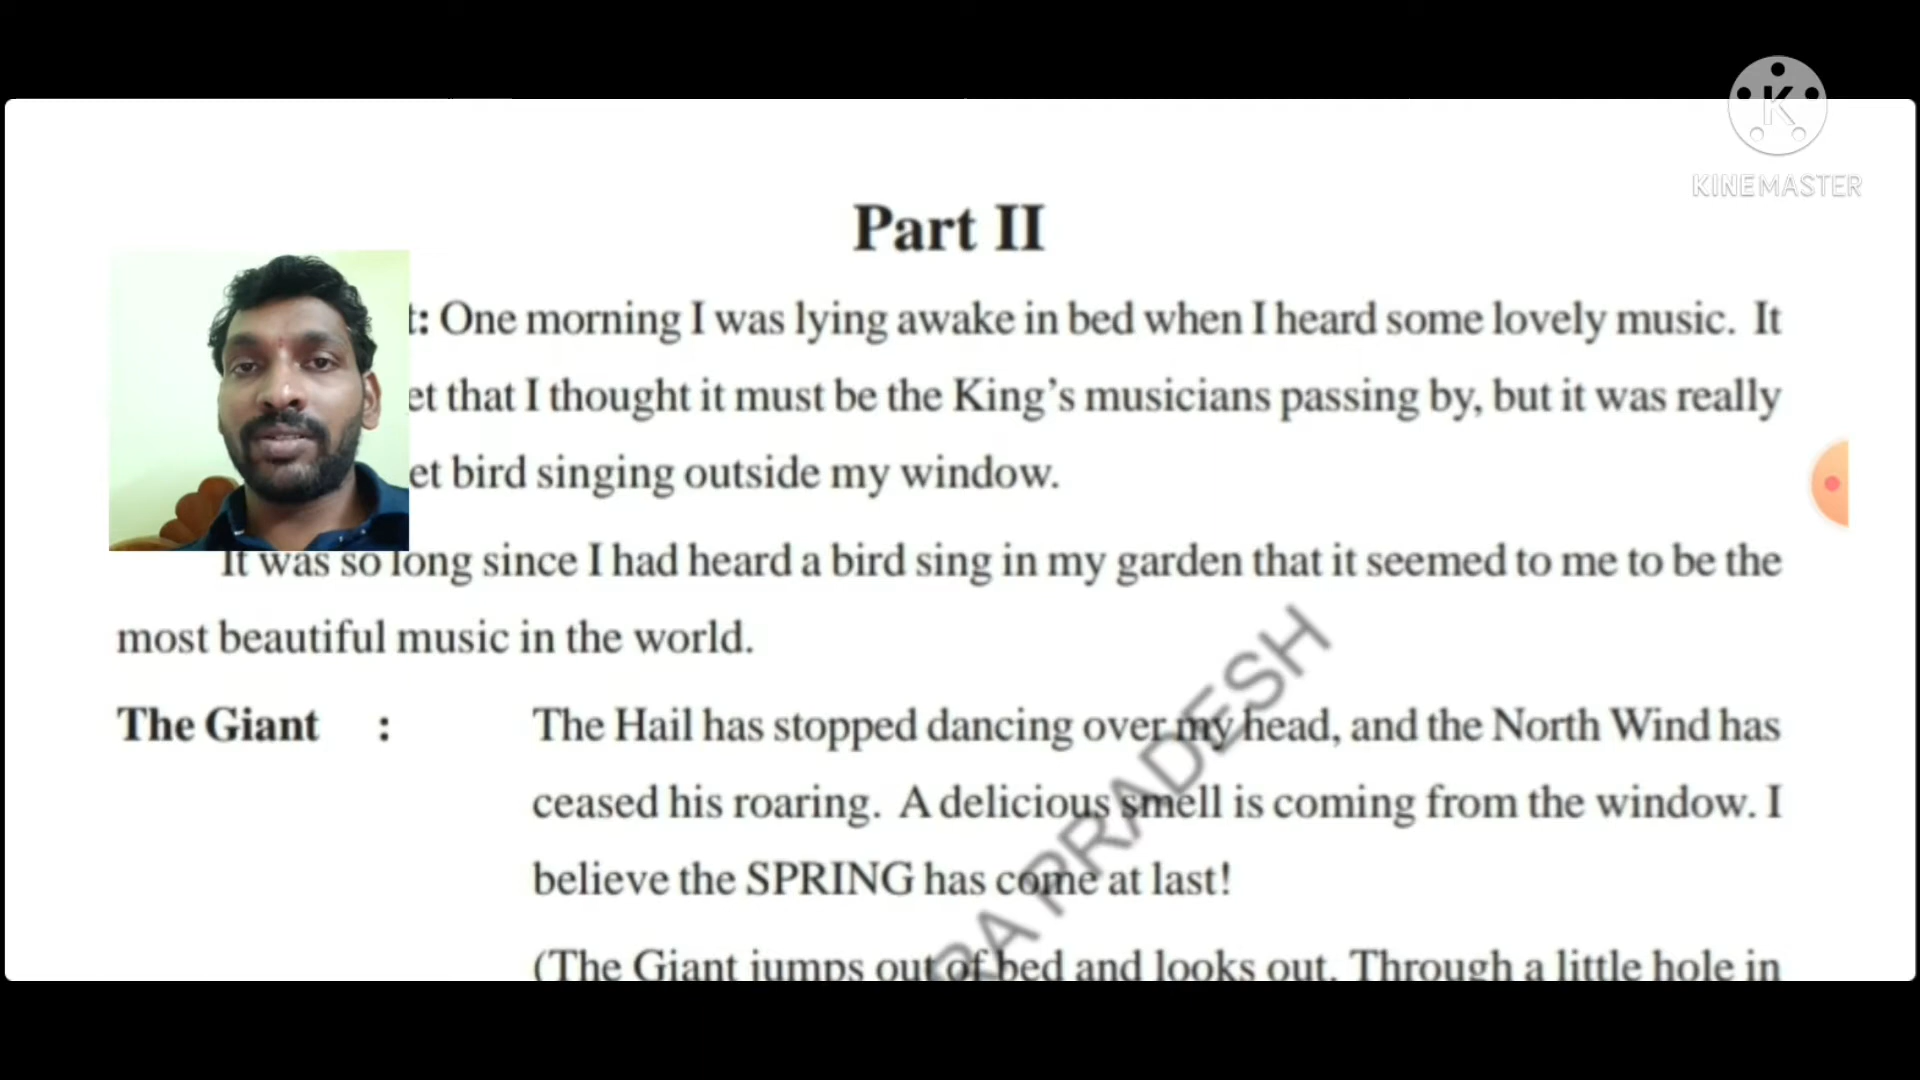 KINEMASTER
Part II
t: One morning I was lying awake in bed when I heard some lovely music. It
et that I thought it must be the King's musicians passing by, but it was really
et bird singing outside my window.
It was so long since I had heard a bird sing in my garden that it seemed to me to be the
most beautiful music in the world.
The Giant : The Hail has stopped dancing over my head, and the North Wind has
ceased his roaring. A delicious smell is coming from the window. I
believe the SPRING has come at last!
(The Giant jumps out of bed and looks out. Through a little hole in
RA PRADESH